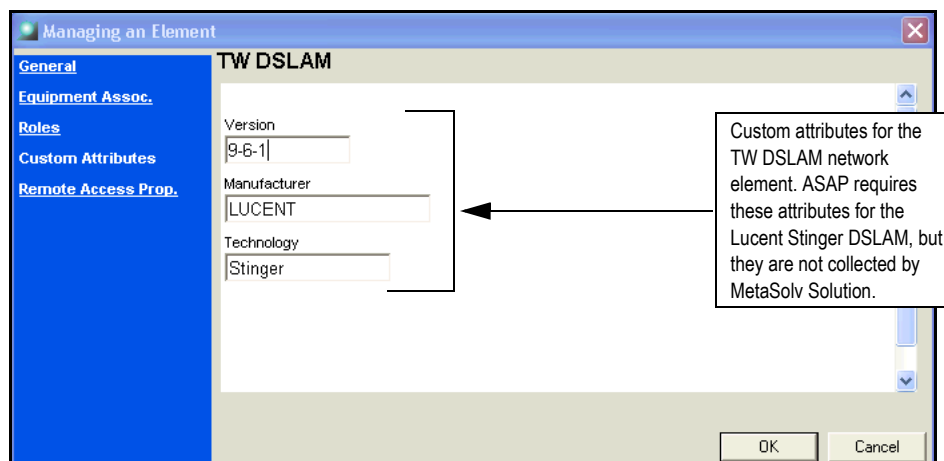 Managing an Element
General
Equipment Assoc.
Roles
Custom Attributes
Remote Access Prop.
TW DSLAM
Version
9-6-1
Manufacturer
LUCENT
Technology
Stinger
Custom attributes for the
TW DSLAM network
element. ASAP requires
these attributes for the
Lucent Stinger DSLAM, but
they are not collected by
MetaSolv Solution.
OK
Cancel